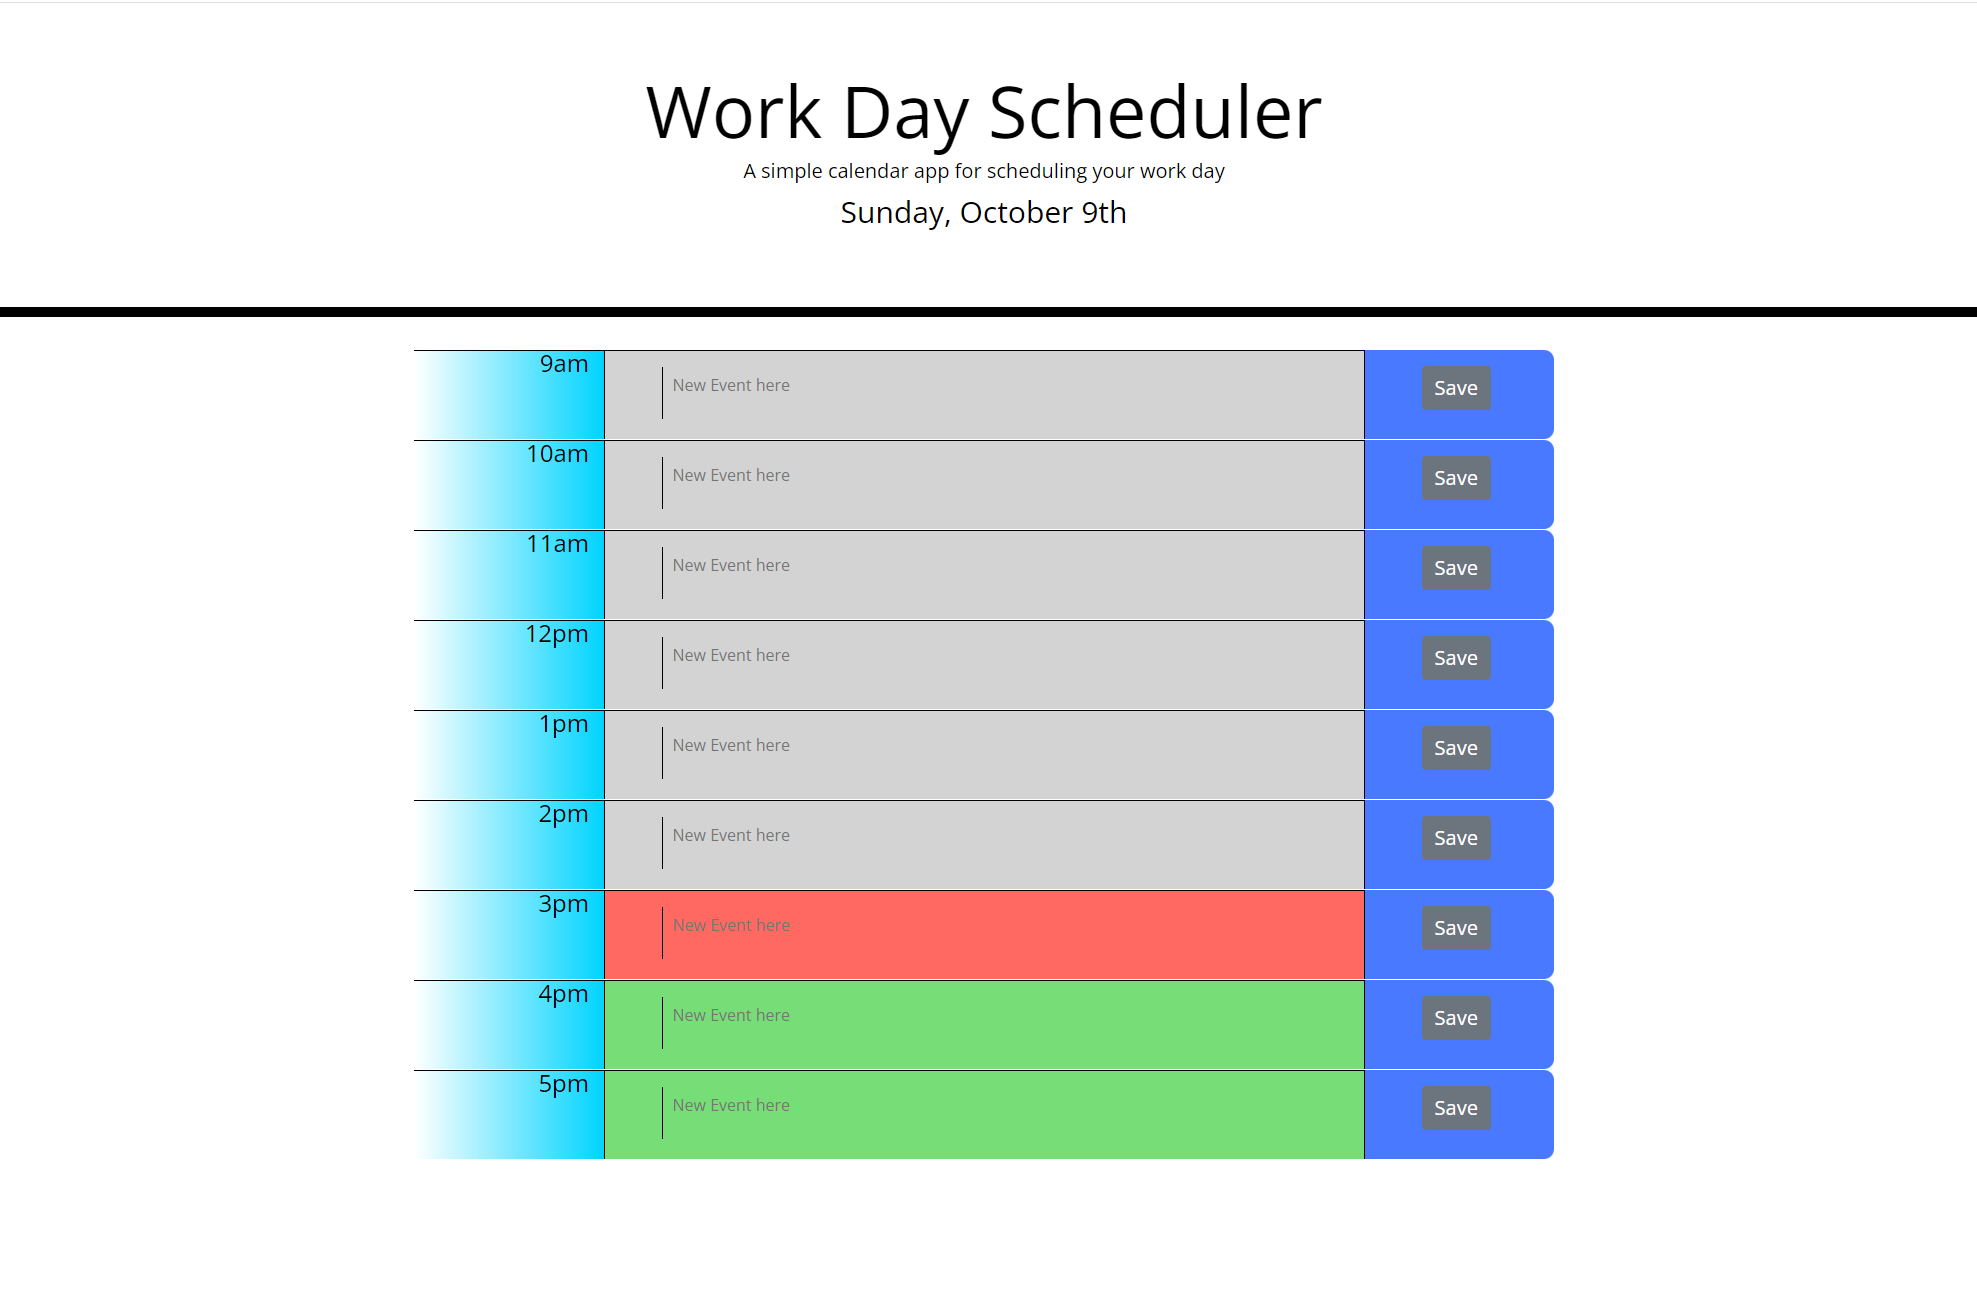 Work Day Scheduler
A simple calendar app for scheduling your work day
Sunday, October 9th
9am New Event here Save
10am New Event here Save
11am New Event here Save
12pm New Event here Save
1pm New Event here Save
2pm New Event here Save
3pm New Event here Save
4pm New Event here Save
5pm New Event here Save